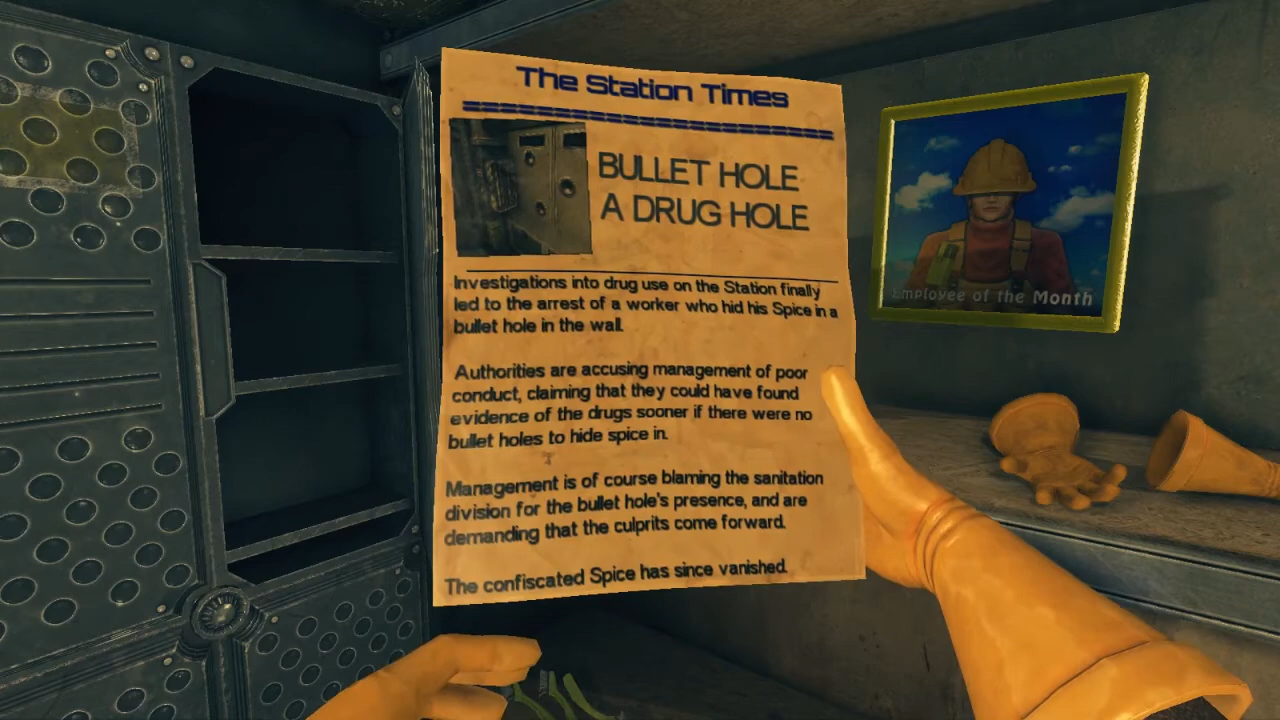 The Station Times
BULLET HOLE
A DRUG HOLE
Investigations into drug use on the Station finally
led to the arrest of a worker who hid his Spice in a
bullet hole in the wall.
Authorities are accusing management of poor
conduct, claiming that they could have found
evidence of the drugs sooner if there were no
bullet holes to hide spice in.
Management is of course blaming the sanitation
division for the bullet hole's presence, and are
demanding that the culprits come forward.
The confiscated Spice has since vanished.
Employee of the Month